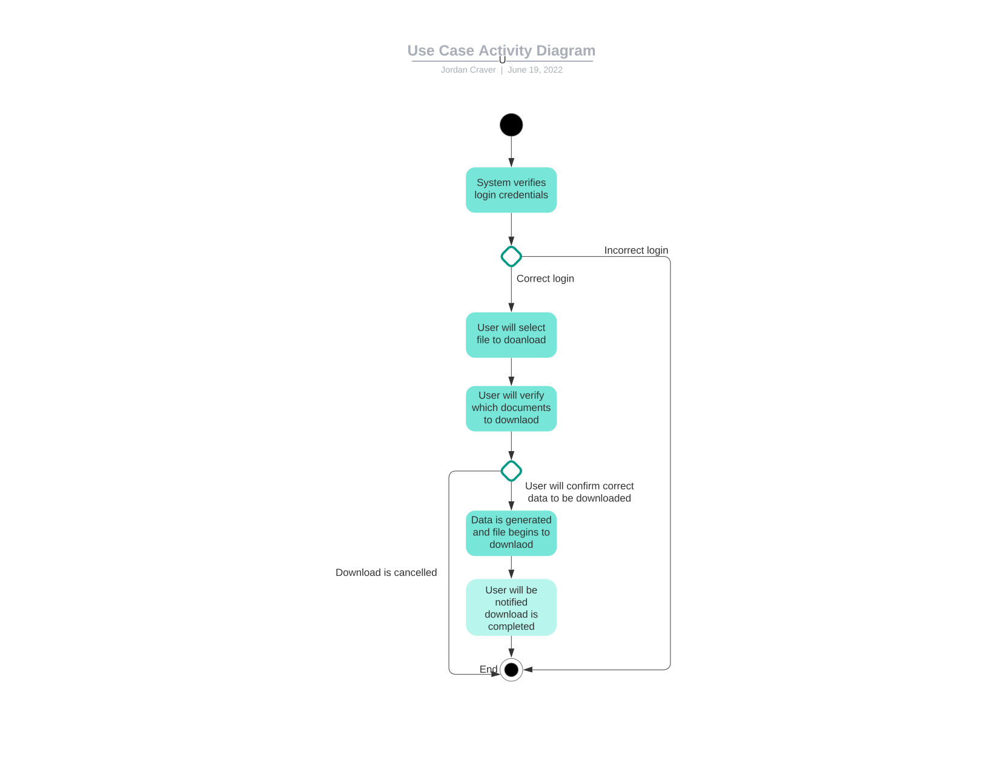 Use Case Activity Diagram
U
Jordan Craver | June 19, 2022
System verifies
login credentials
Incorrect login
Correct login
User will select
file to doanload
User will verify
which documents
to downlaod
User will confirm correct
data to be downloaded
Data is generated
and file begins to
downlaod
Download is cancelled
User will be
notified
download is
completed
End